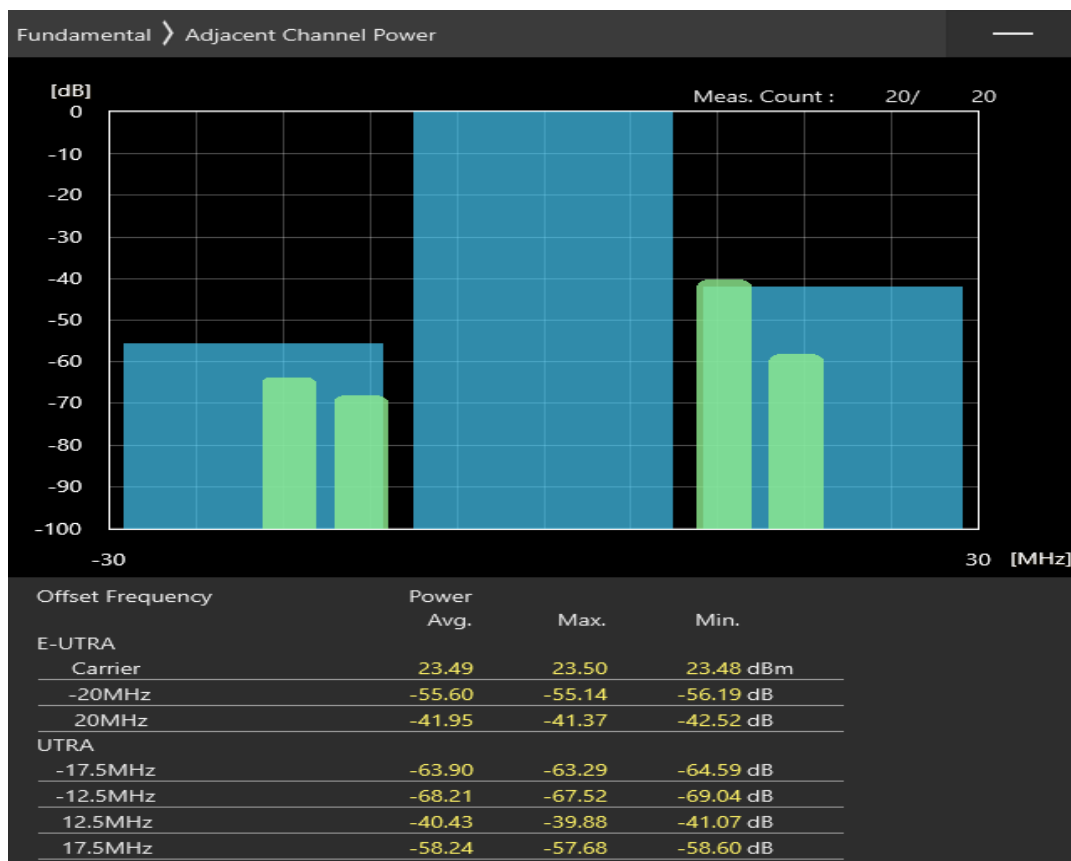 Fundamental ❯ Adjacent Channel Power
[dB]
Meas. Count : 20/ 20
0
-10
-20
-30
-40
-50
-60
-70
-80
-90
-100
-30 30 [MHz]
Offset Frequency Power
Avg. Max. Min.
E-UTRA
Carrier 23.49 23.50 23.48 dBm
-20MHz -55.60 -55.14 -56.19 dB
20MHz -41.95 -41.37 -42.52 dB
UTRA
-17.5MHz -63.90 -63.29 -64.59 dB
-12.5MHz -68.21 -67.52 -69.04 dB
12.5MHz -40.43 -39.88 -41.07 dB
17.5MHz -58.24 -57.68 -58.60 dB